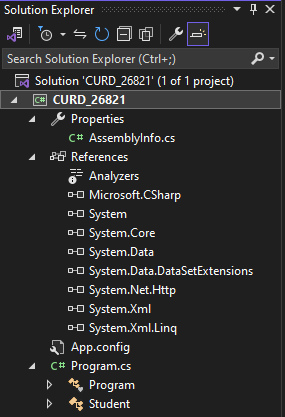 Solution Explorer
Search Solution Explorer (Ctrl+;)
Solution 'CURD_26821' (1 of 1 project)
CURD_26821
Properties
AssemblyInfo.cs
References
Analyzers
Microsoft.CSharp
System
System.Core
System.Data
System.Data.DataSetExtensions
System.Net.Http
System.Xml
System.Xml.Linq
App.config
Program.cs
Program
Student